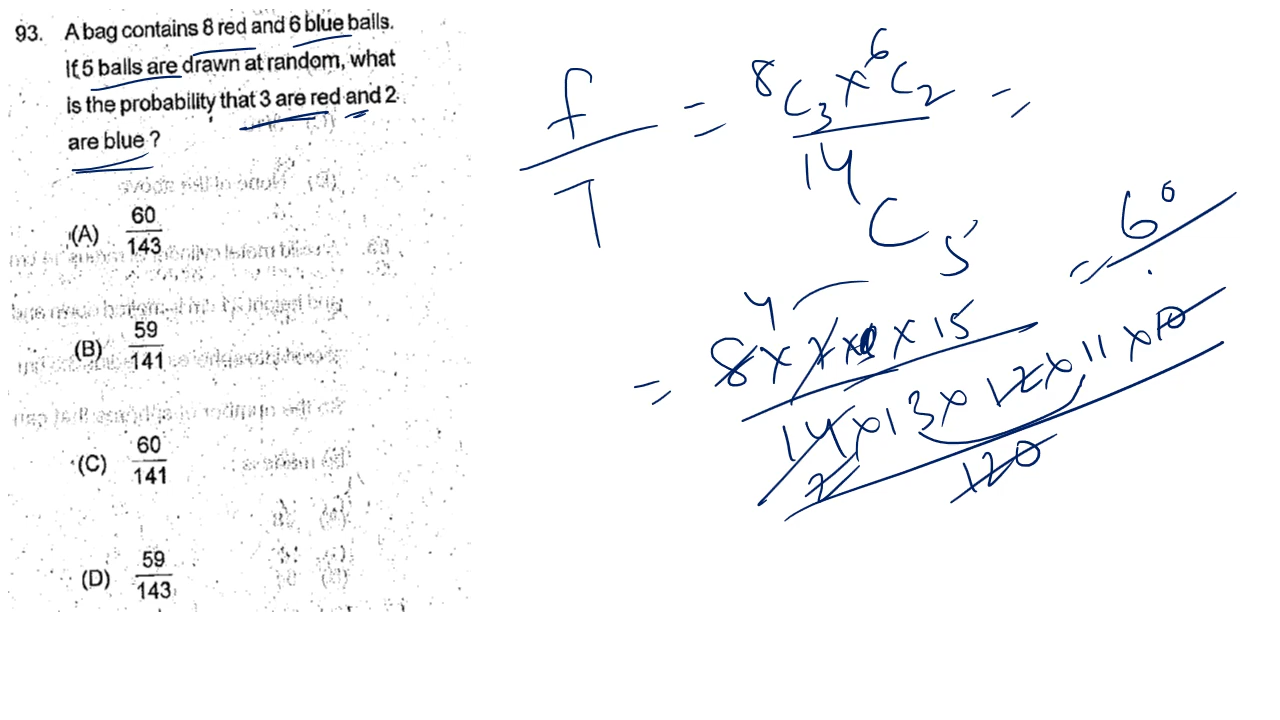 93. A bag contains 8 red and 6 blue balls.
If 5 balls are drawn at random, what
is the probability that 3 are red and 2
are blue ?
(A) 60/143
(B) 59/141
(C) 60/141
(D) 59/143
f/T = ⁸C₃ × ⁶C₂ / ¹⁴C₅ =
4
= 8 × 7 × × 15
14 × 13 × 12 × 11 × 10
7
120
= 60